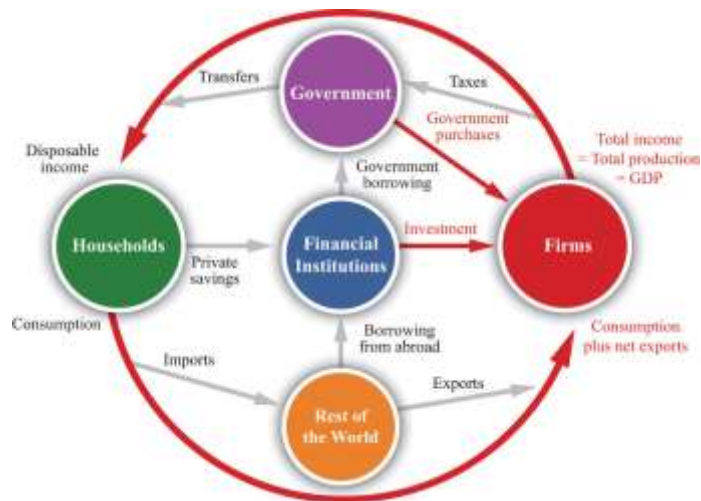 Transfers
Government
Taxes
Government
purchases
Total income
= Total production
= GDP
Disposable
income
Government
borrowing
Households
Private
savings
Financial
Institutions
Investment
Firms
Consumption
Borrowing
from abroad
Consumption
plus net exports
Imports
Exports
Rest of
the World